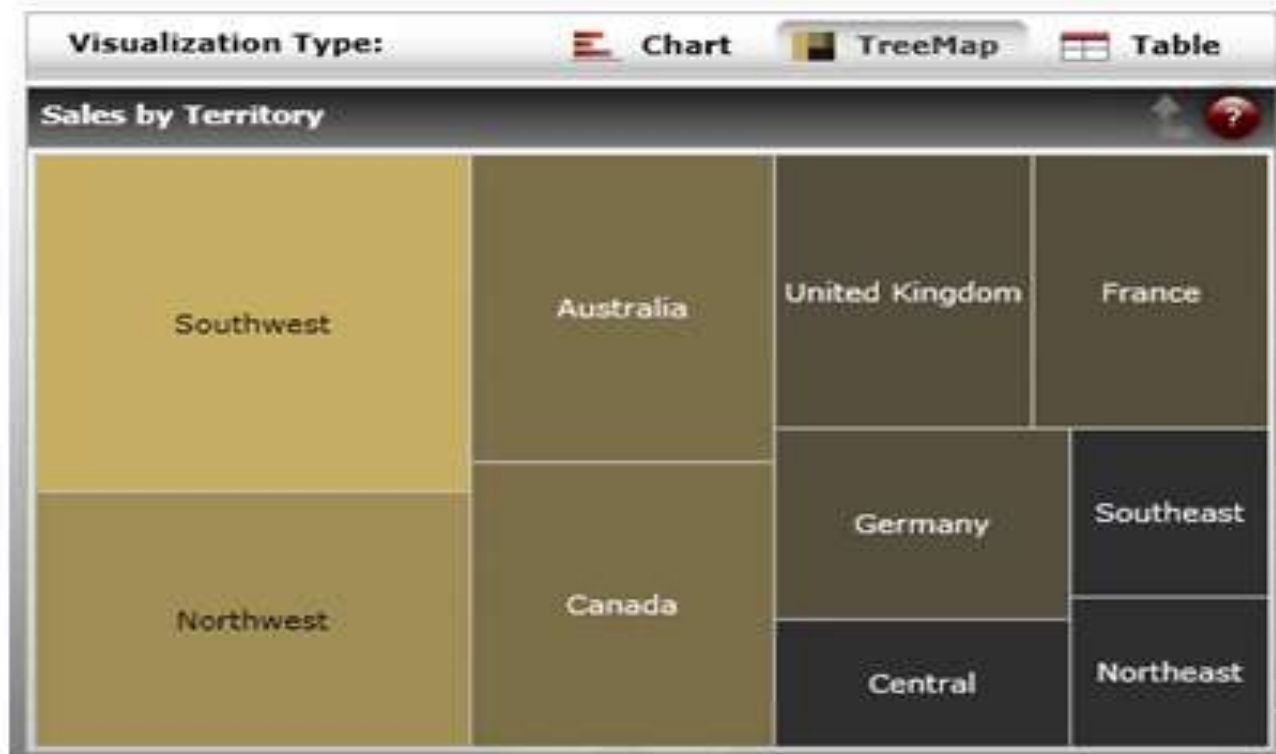 Visualization Type: Chart TreeMap Table
Sales by Territory ?
Southwest
Northwest
Australia
Canada
United Kingdom
France
Germany
Central
Southeast
Northeast